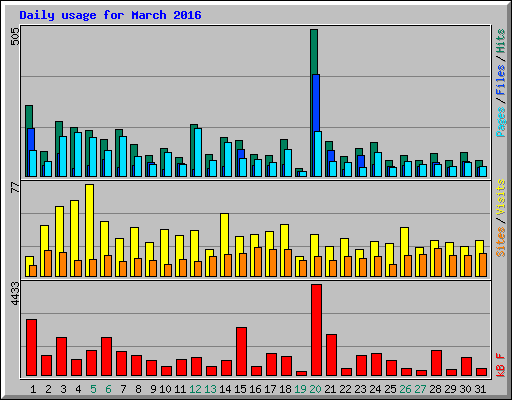 Daily usage for March 2016
505
Pages / Files / Hits
77
Sites / Visits
4433
kB F
1 2 3 4 5 6 7 8 9 10 11 12 13 14 15 16 17 18 19 20 21 22 23 24 25 26 27 28 29 30 31